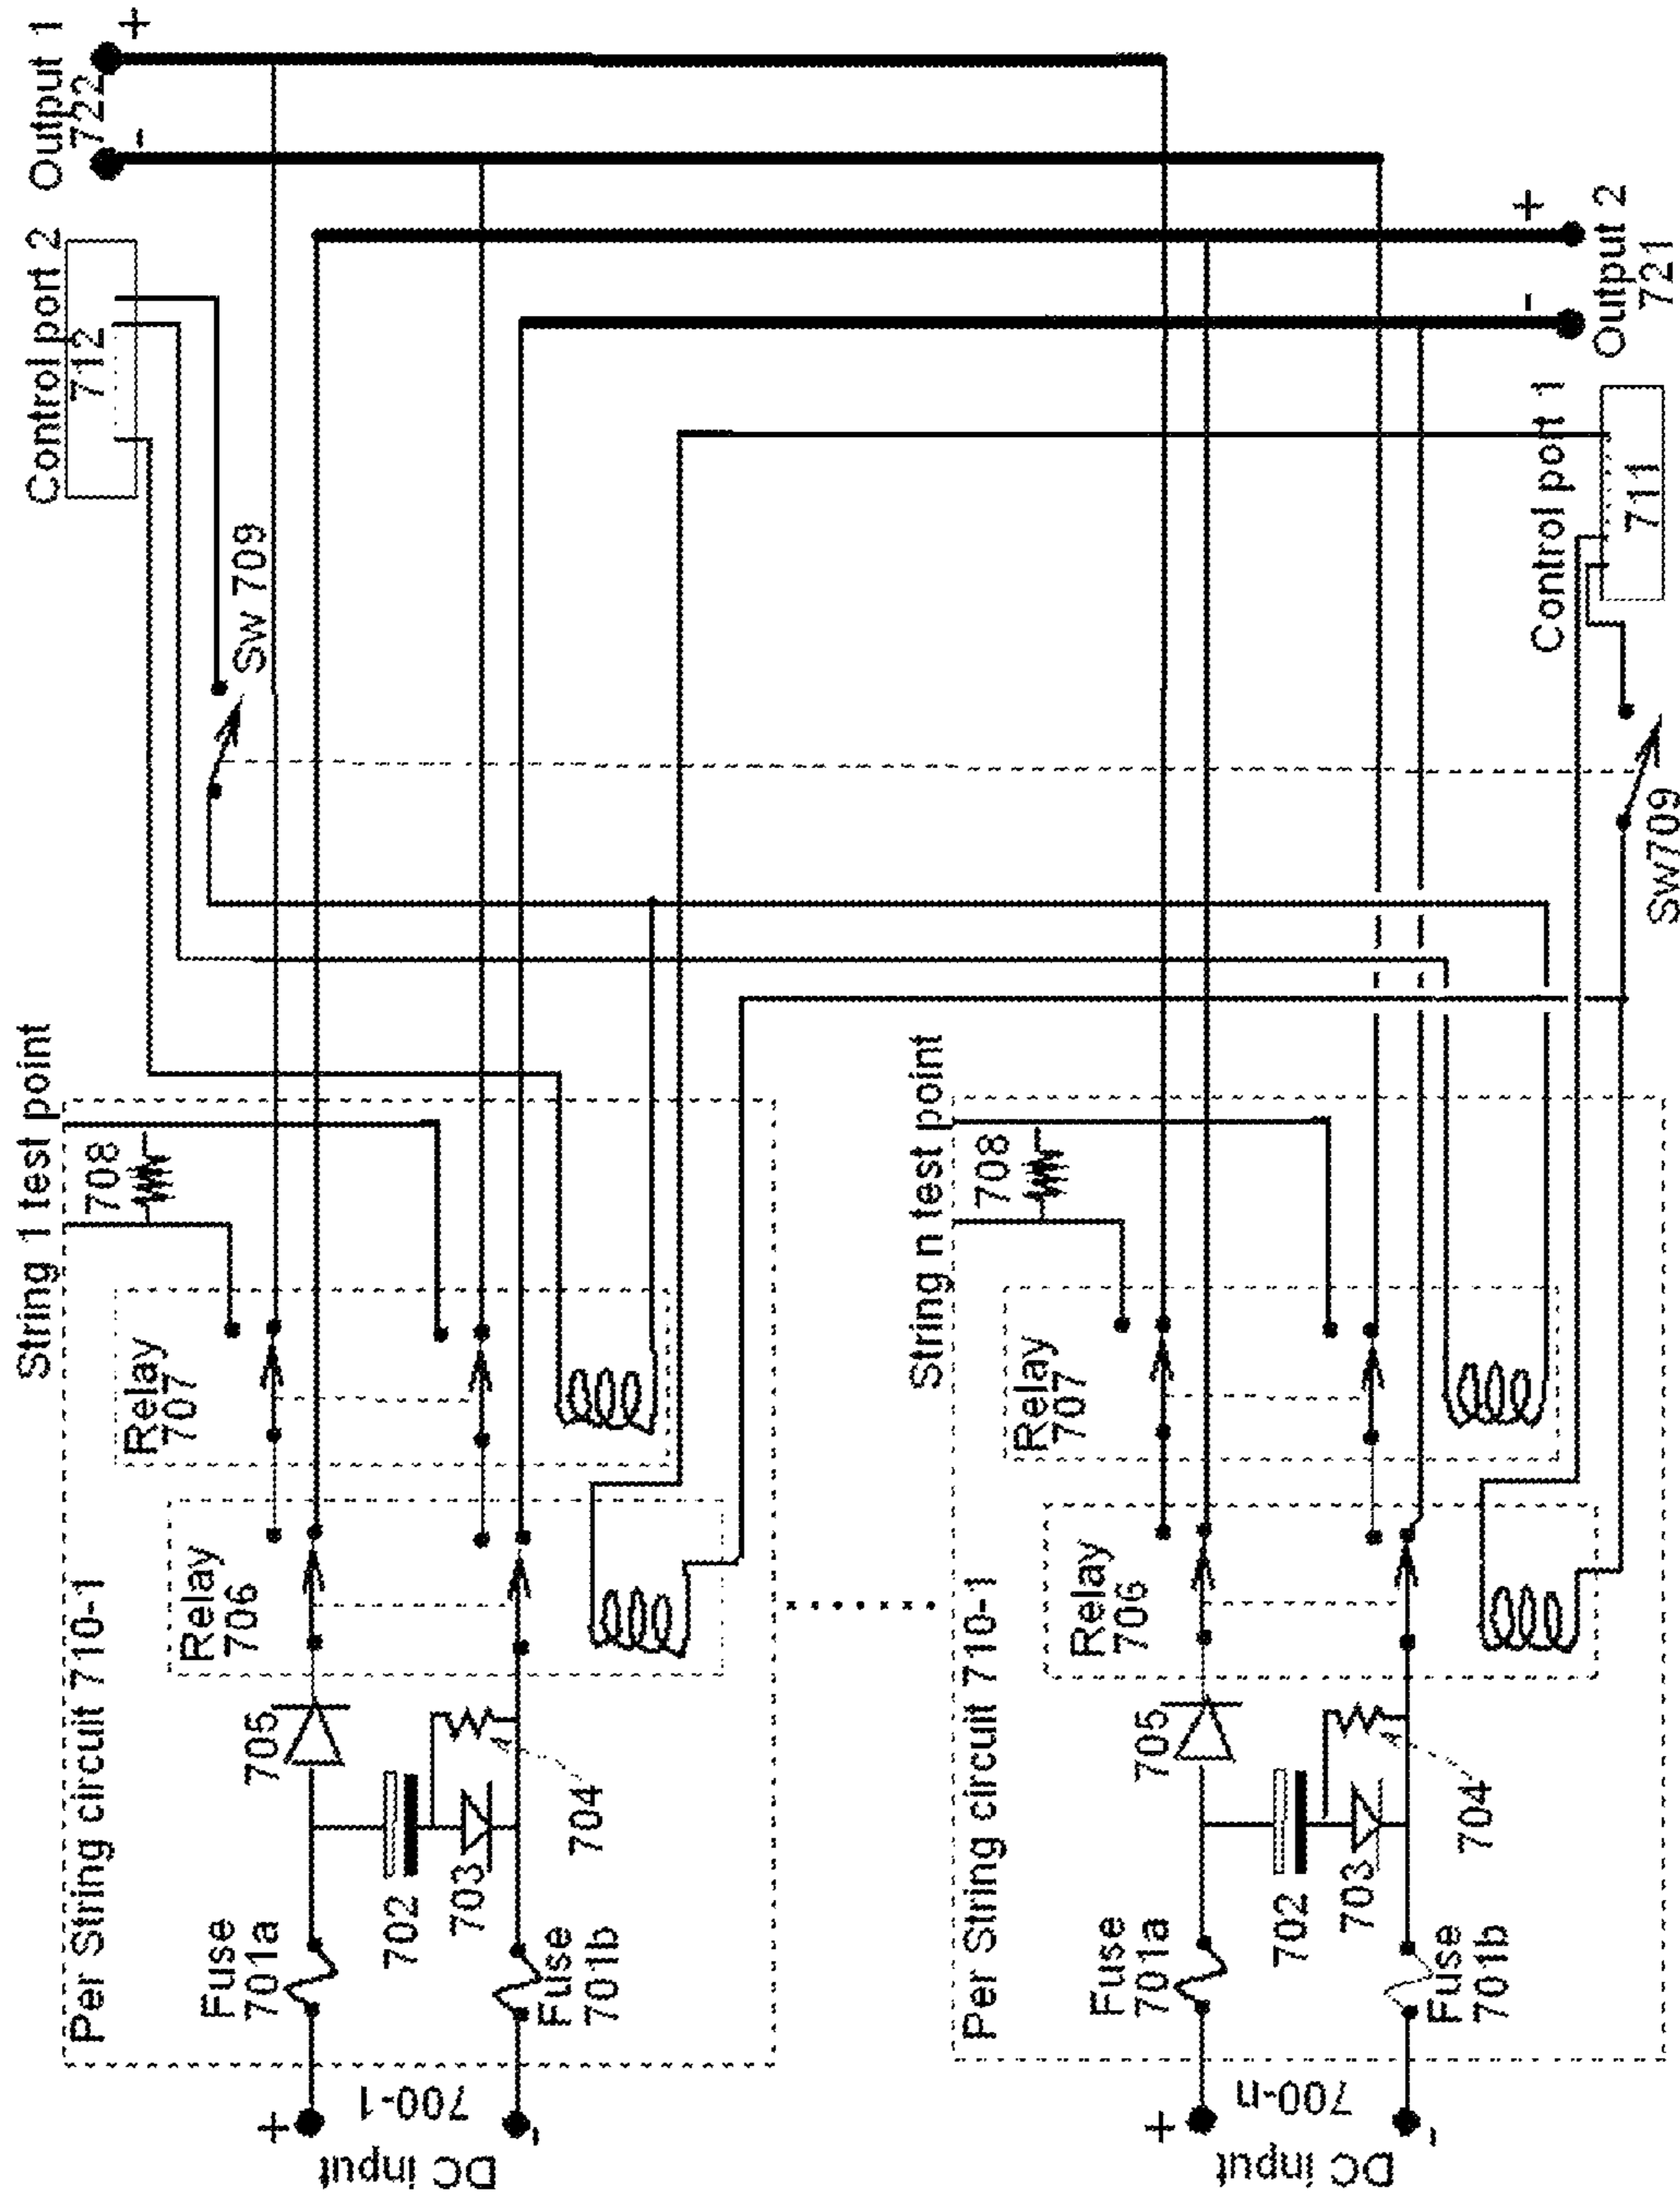 String 1 test point
Per String circuit 710-1
DC input
700-1
+
-
Fuse
701a
Fuse
701b
702
703
704
705
Relay
706
Relay
707
708
Sw 709
Control port 2
712
Output 1
722
+
-
String n test point
Per String circuit 710-1
DC input
700-n
+
-
Fuse
701a
Fuse
701b
702
703
704
705
Relay
706
Relay
707
708
Sw709
Control port 1
711
Output 2
721
+
-